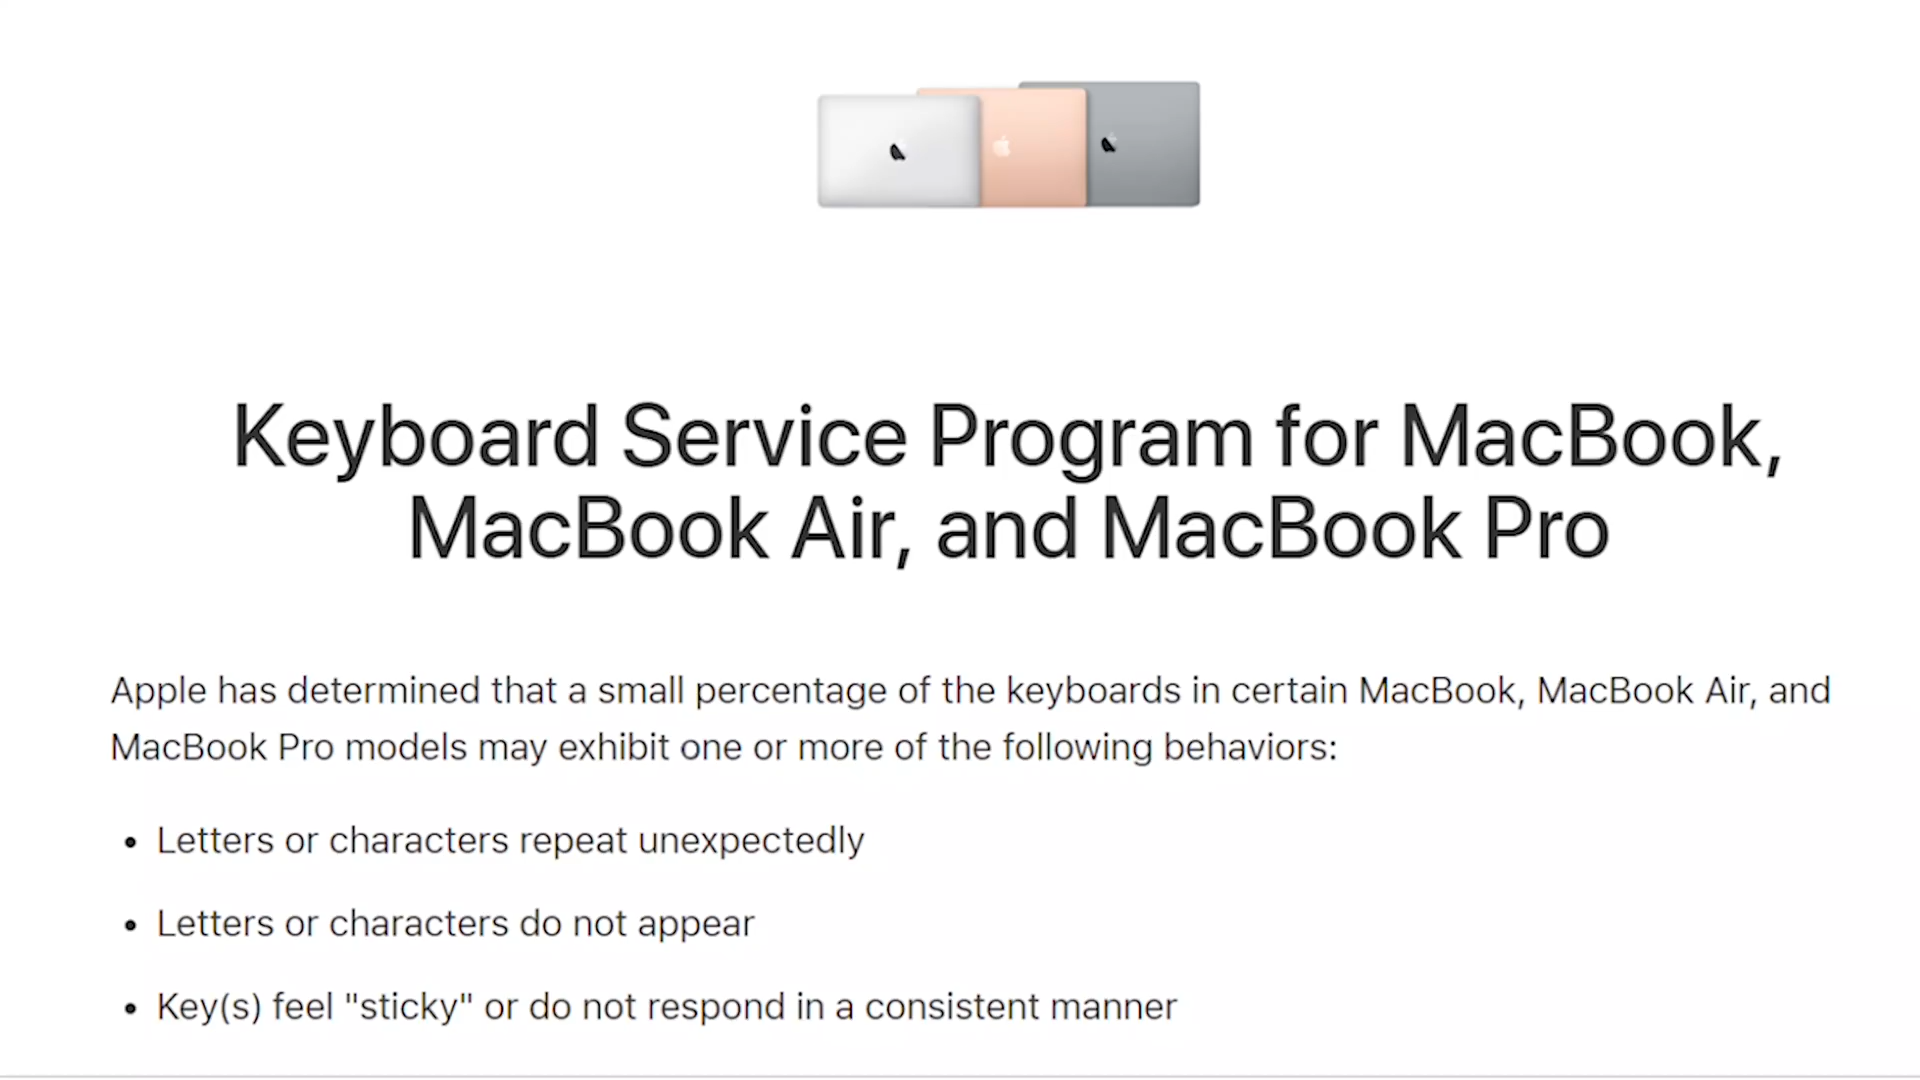 Keyboard Service Program for MacBook,
MacBook Air, and MacBook Pro
Apple has determined that a small percentage of the keyboards in certain MacBook, MacBook Air, and
MacBook Pro models may exhibit one or more of the following behaviors:
• Letters or characters repeat unexpectedly
• Letters or characters do not appear
• Key(s) feel "sticky" or do not respond in a consistent manner